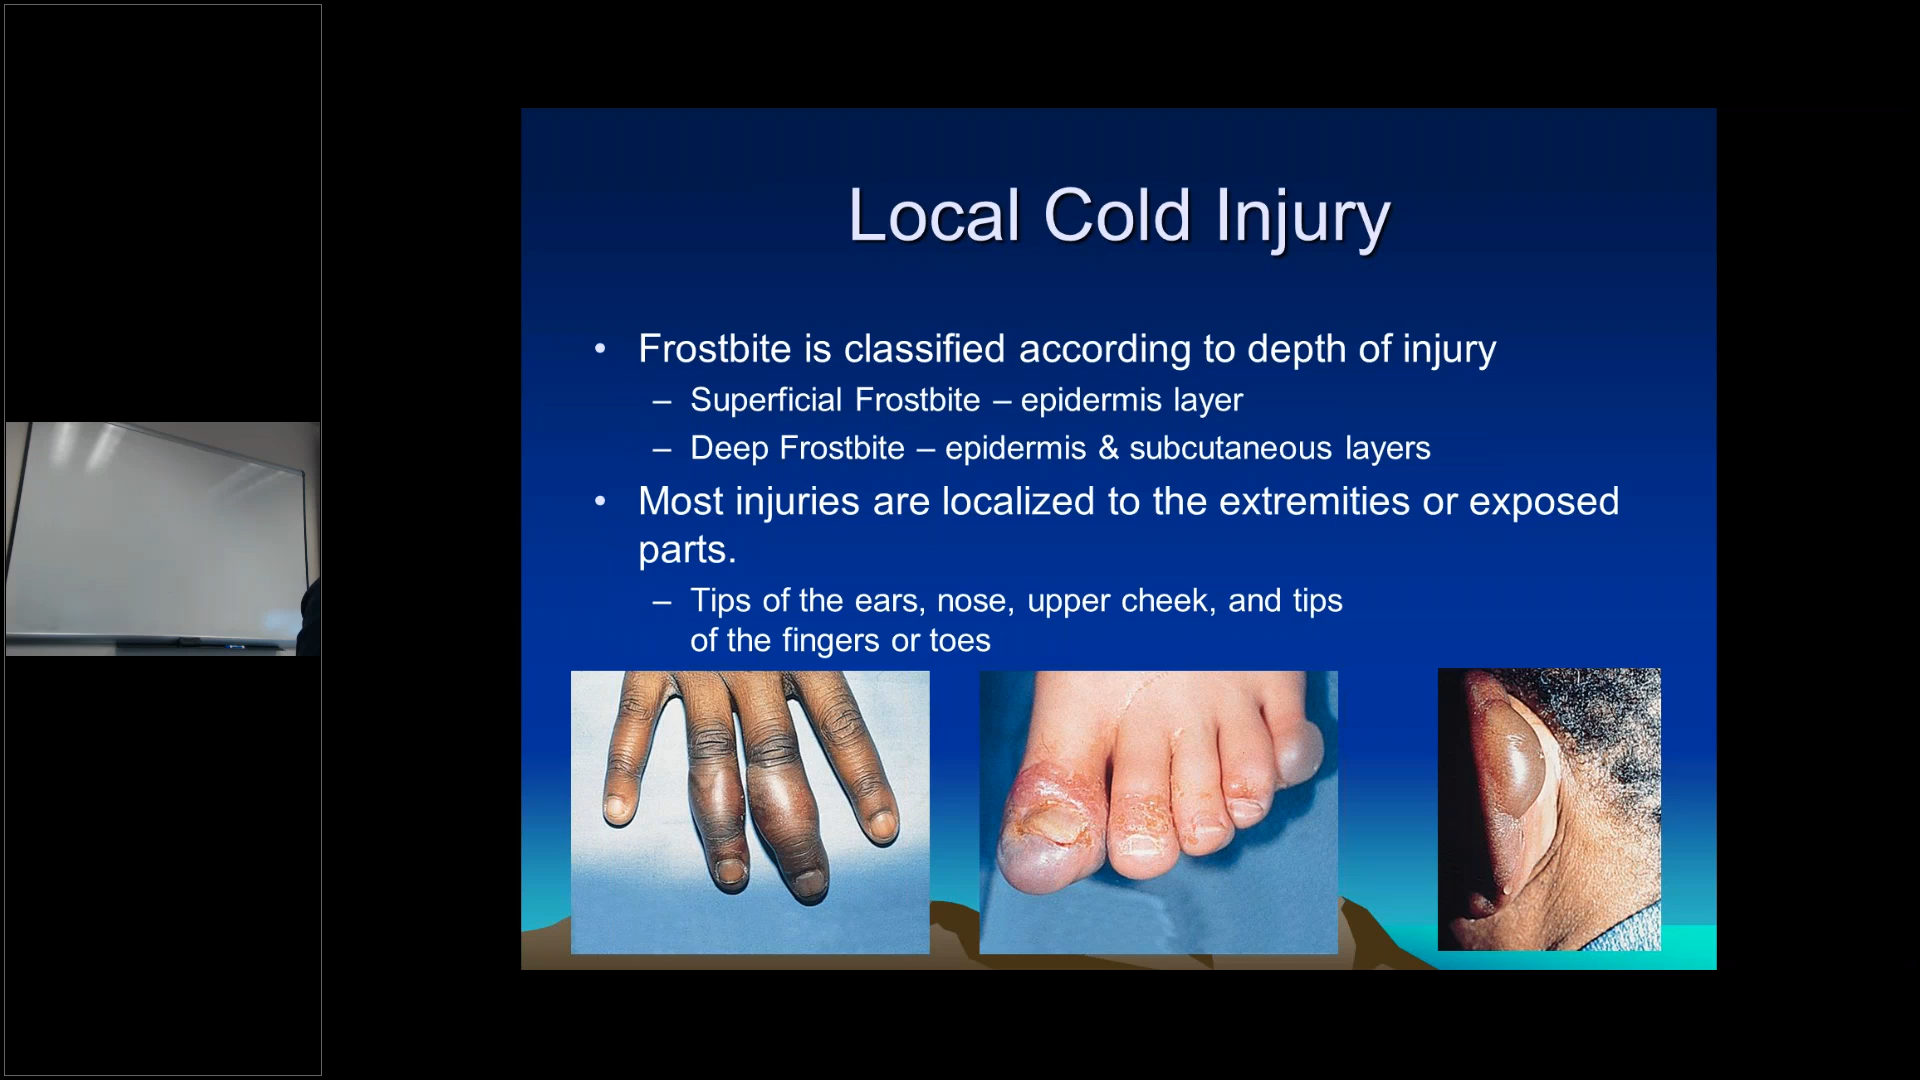 Local Cold Injury
• Frostbite is classified according to depth of injury
– Superficial Frostbite – epidermis layer
– Deep Frostbite – epidermis & subcutaneous layers
• Most injuries are localized to the extremities or exposed
parts.
– Tips of the ears, nose, upper cheek, and tips
of the fingers or toes